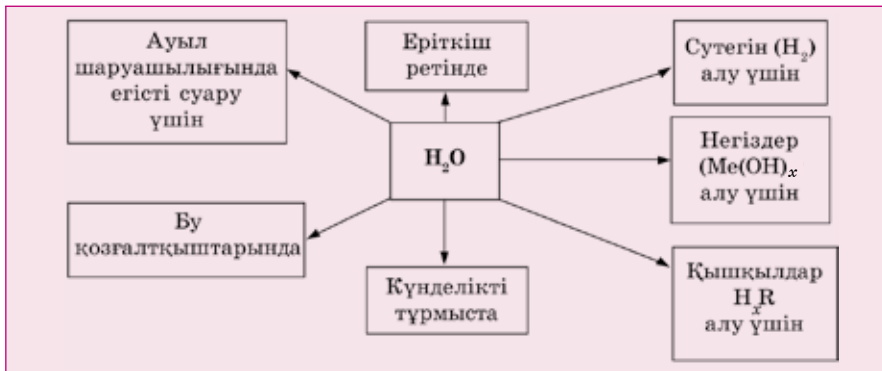 Ауыл
шаруашылығында
егісті суару
үшін
Еріткіш
ретінде
Сутегін (H₂)
алу үшін
H₂O
Негіздер
(Me(OH)ₓ
алу үшін
Бу
қозғалтқыштарында
Күнделікті
тұрмыста
Қышқылдар
HₓR
алу үшін